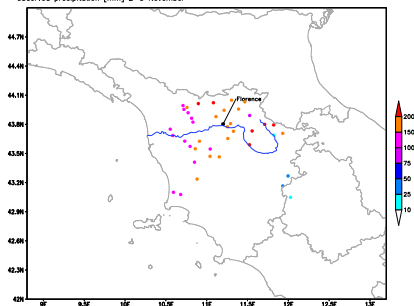 observed precipitation [mm] 2-3 November
44.7N
44.4N
44.1N
43.8N
43.5N
43.2N
42.9N
42.6N
42.3N
42N
9E
9.5E
10E
10.5E
11E
11.5E
12E
12.5E
13E
Florence
200
150
100
75
50
25
10